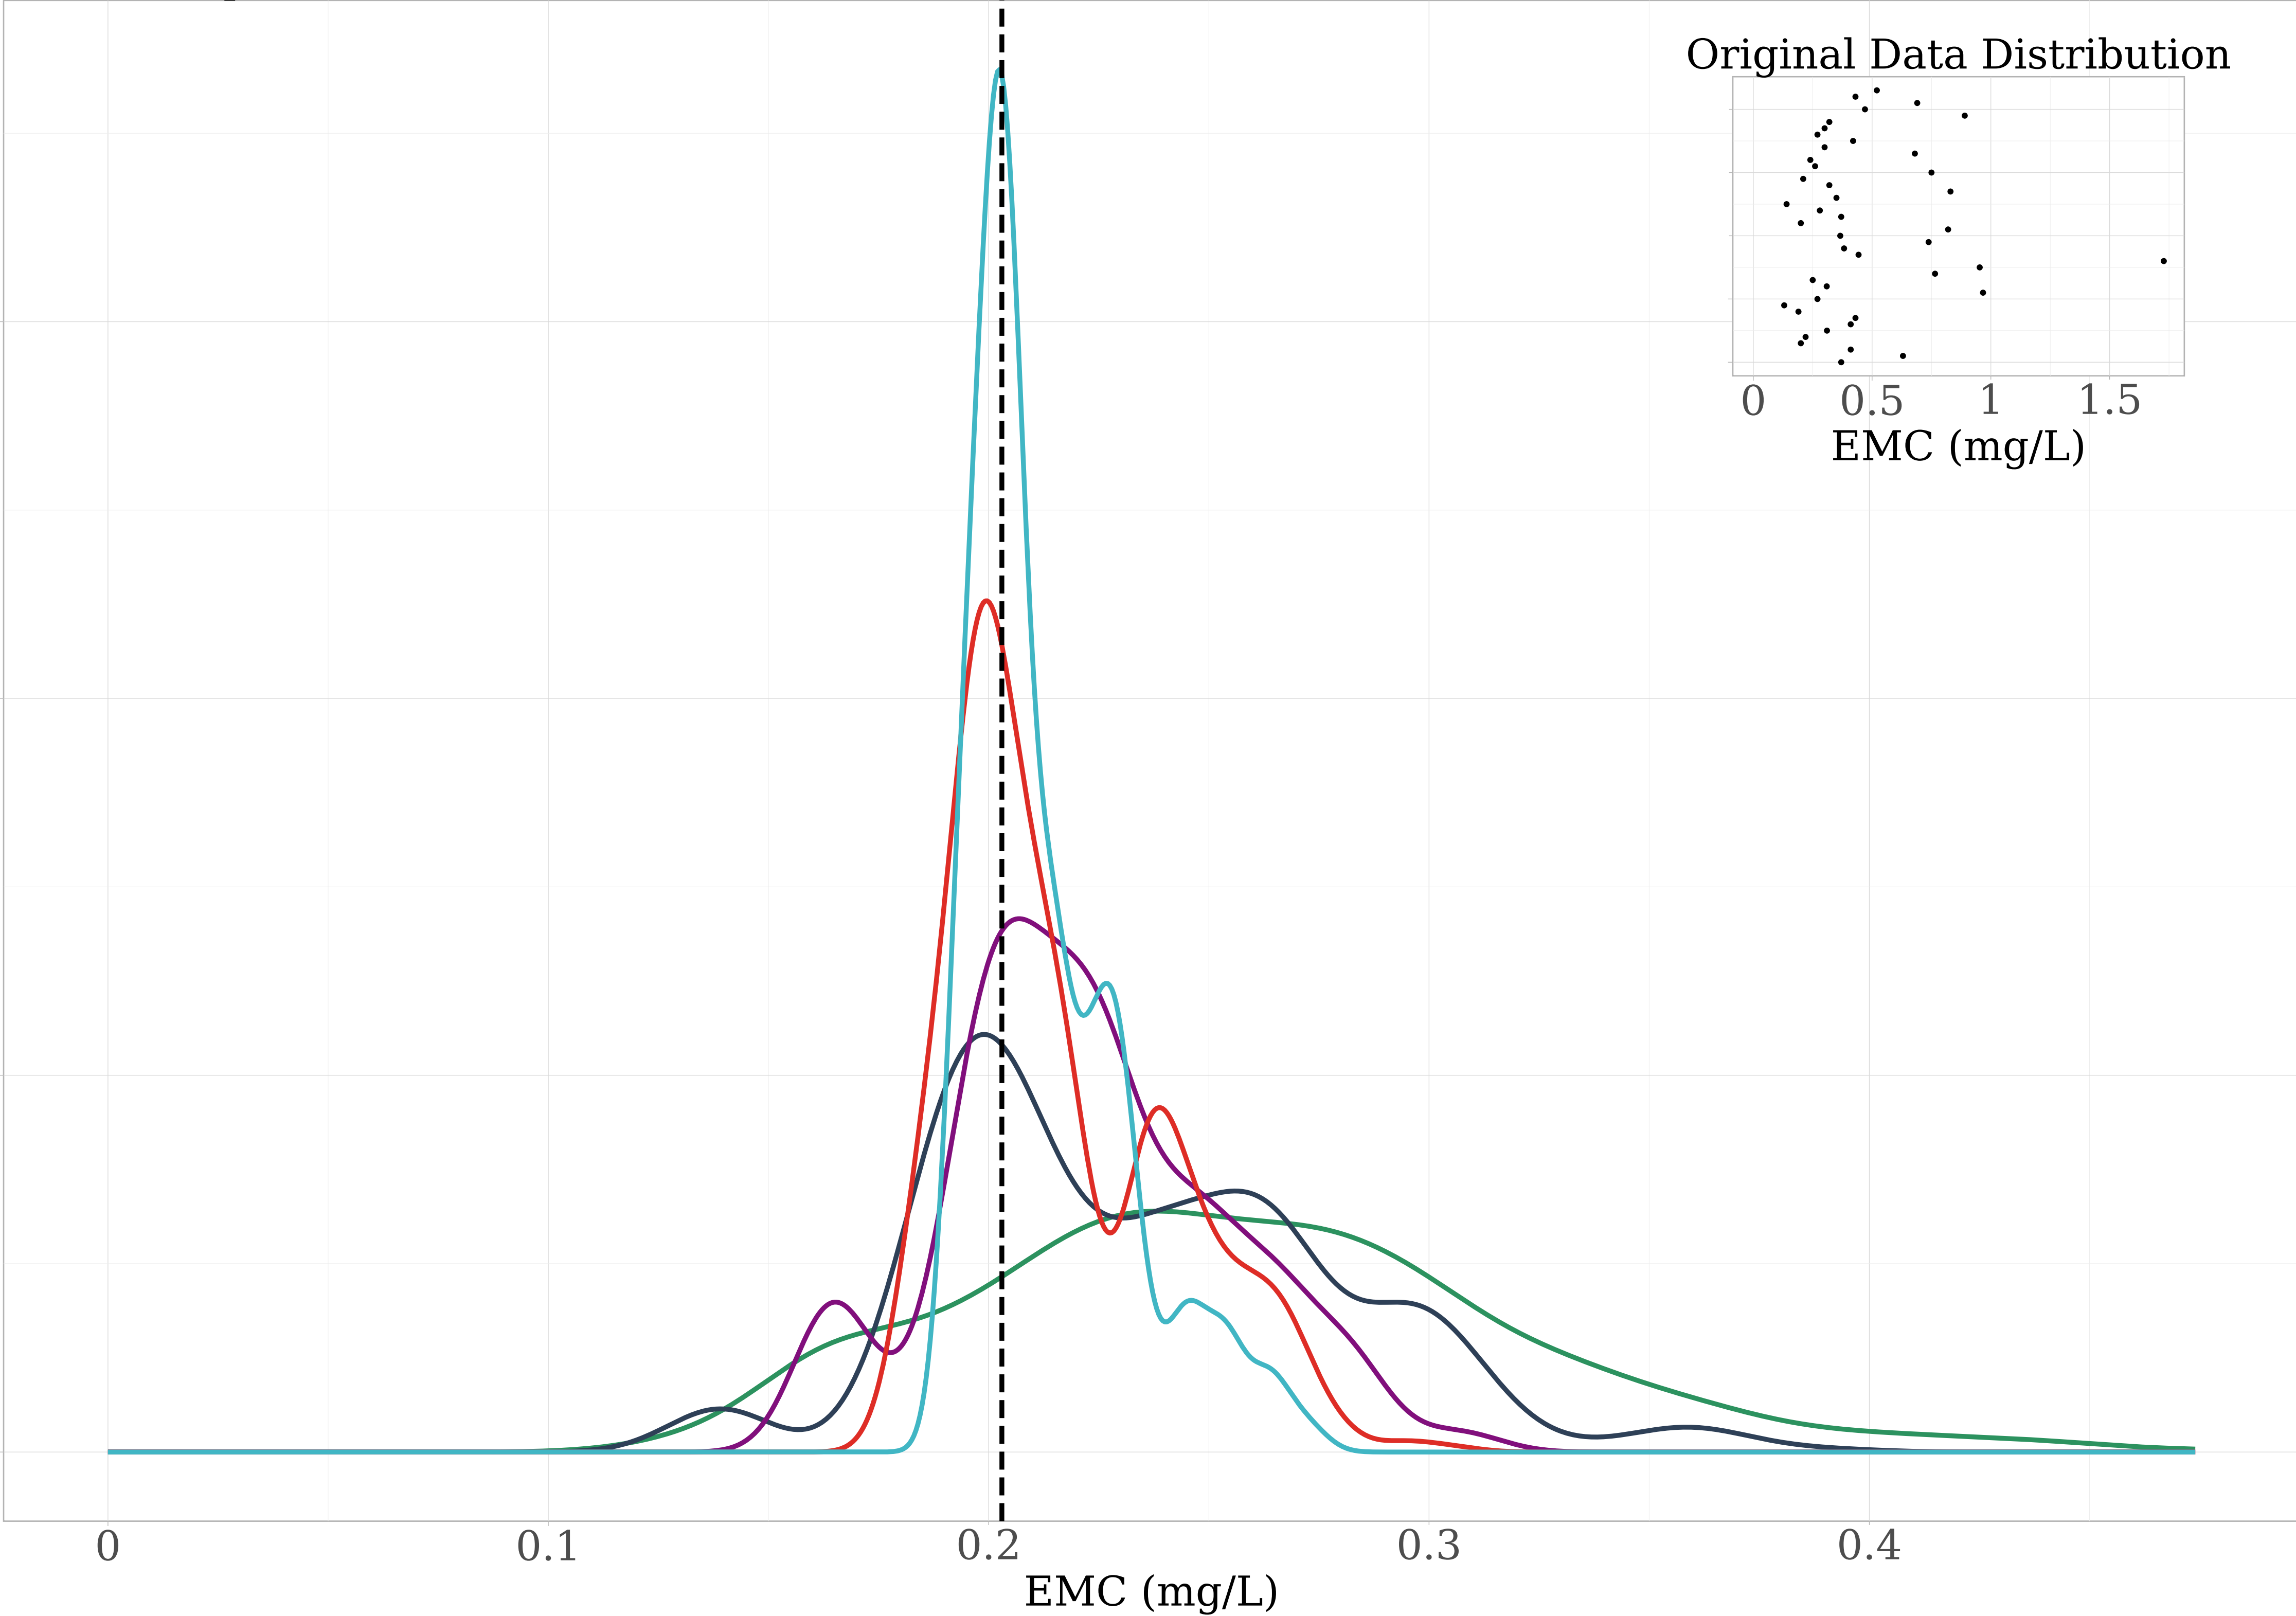 Original Data Distribution
0 0.5 1 1.5
EMC (mg/L)
0 0.1 0.2 0.3 0.4
EMC (mg/L)